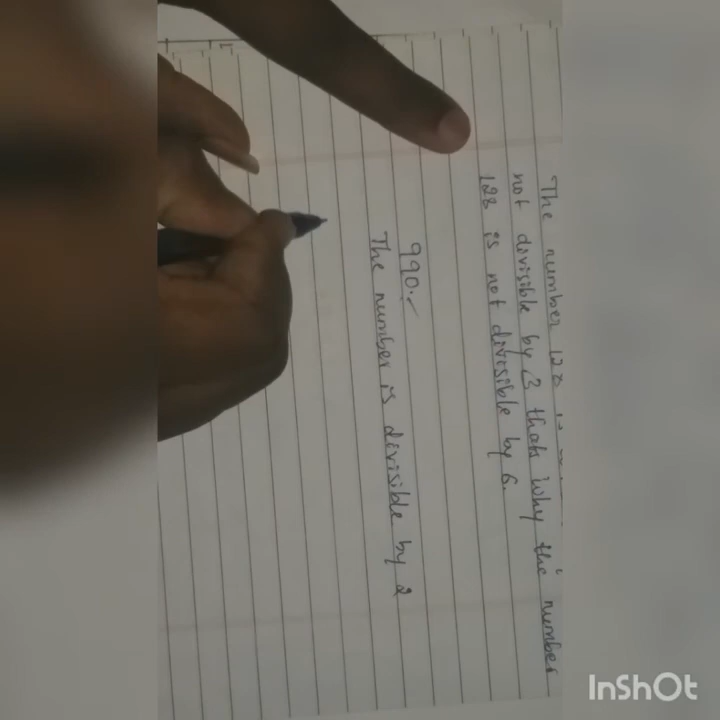 The number 128 is
not divisible by 3 thats why the number
128 is not divisible by 6.
990:-
The number is divisible by 2
InShOt